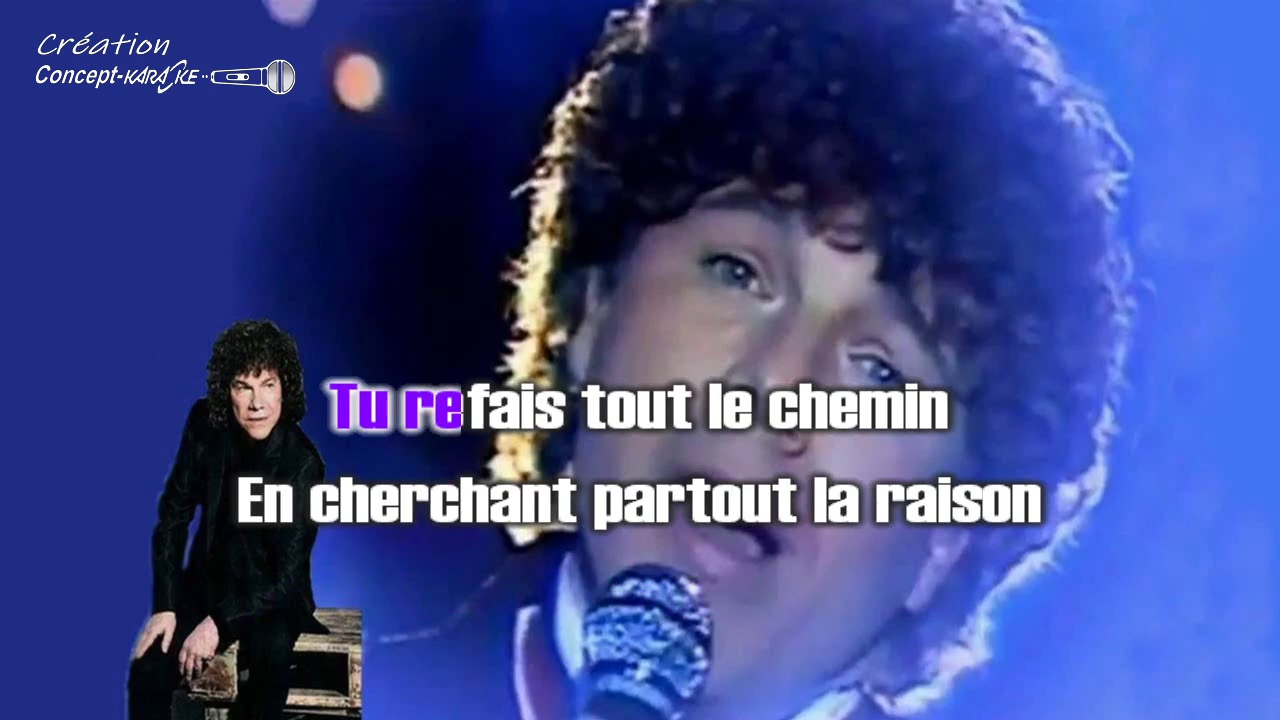 Création
Concept-KARAOKE
Tu refais tout le chemin
En cherchant partout la raison